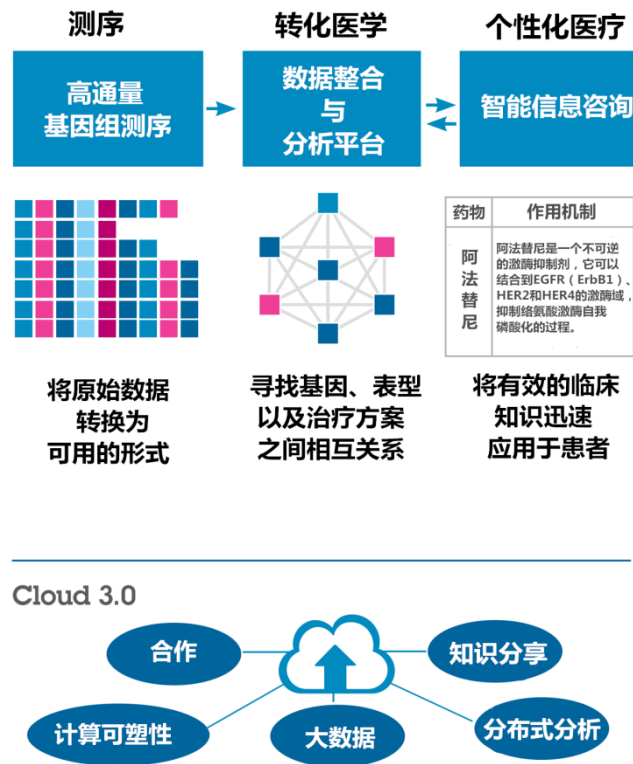 测序
转化医学
个性化医疗
高通量
基因组测序
数据整合
与
分析平台
智能信息咨询
药物
作用机制
阿
法
替
尼
阿法替尼是一个不可逆
的激酶抑制剂，它可以
结合到EGFR（ErbB1）、
HER2和HER4的激酶域，
抑制络氨酸激酶自我
磷酸化的过程。
将原始数据
转换为
可用的形式
寻找基因、表型
以及治疗方案
之间相互关系
将有效的临床
知识迅速
应用于患者
Cloud 3.0
合作
知识分享
计算可塑性
大数据
分布式分析